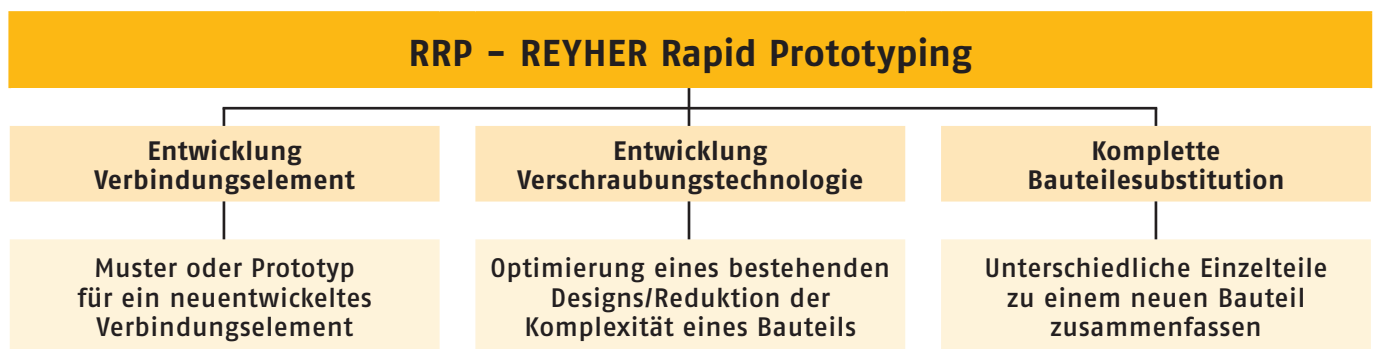 RRP – REYHER Rapid Prototyping
Entwicklung
Verbindungselement
Entwicklung
Verschraubungstechnologie
Komplette
Bauteilesubstitution
Muster oder Prototyp
für ein neuentwickeltes
Verbindungselement
Optimierung eines bestehenden
Designs/Reduktion der
Komplexität eines Bauteils
Unterschiedliche Einzelteile
zu einem neuen Bauteil
zusammenfassen